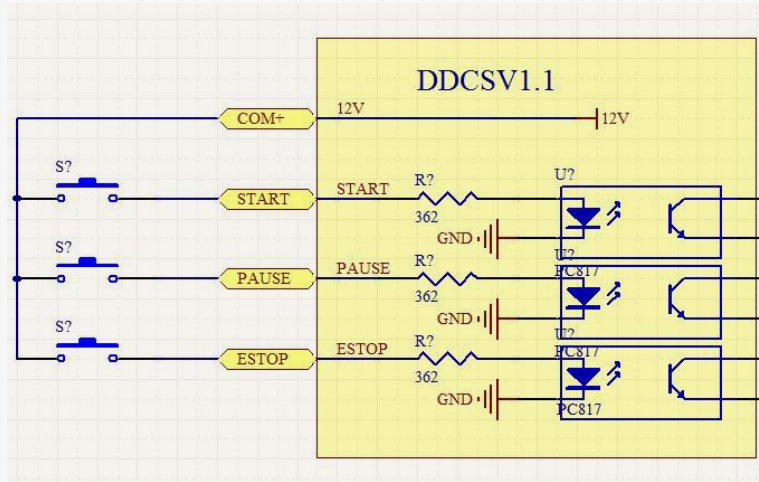 DDCSV1.1
COM+ 12V 12V
S? U?
START START R?
362
GND
S? U?
PAUSE PAUSE R? PC817
362
GND
S? U?
ESTOP ESTOP R? PC817
362
GND PC817